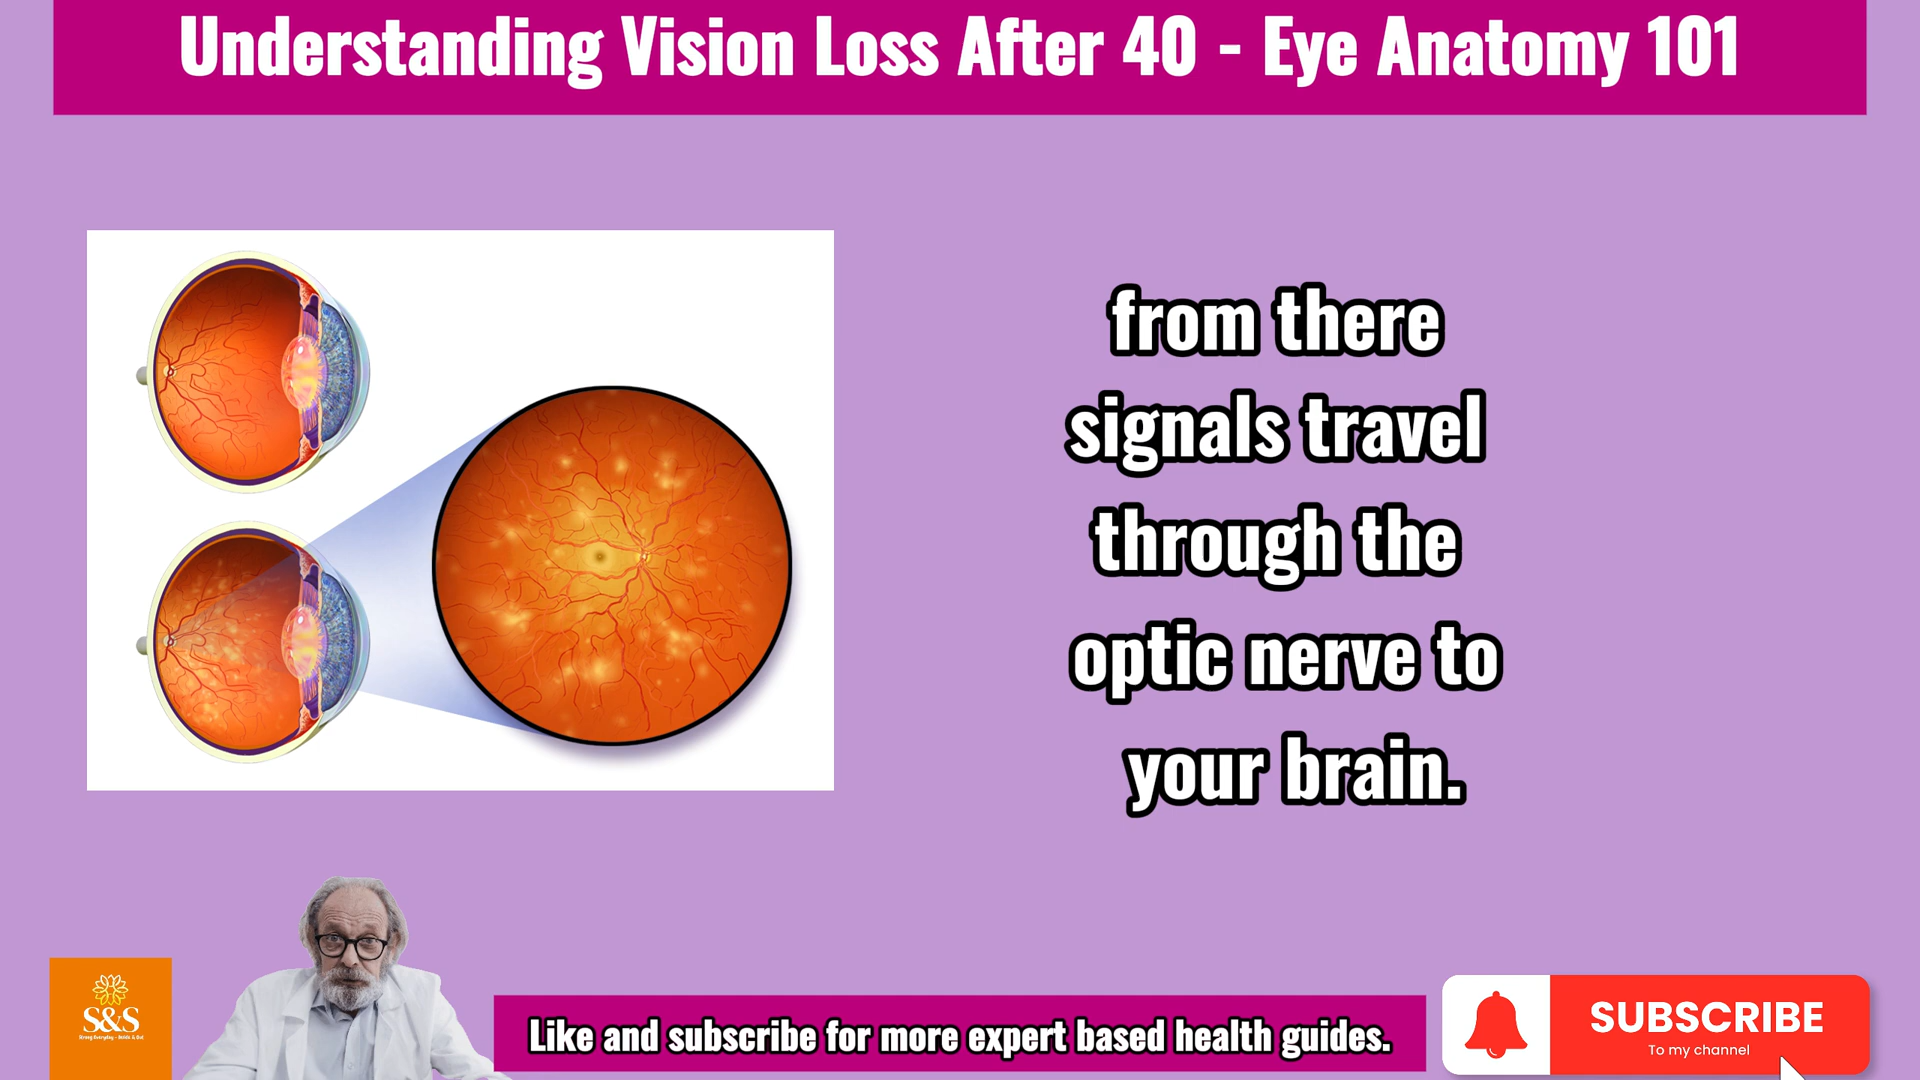 Understanding Vision Loss After 40 - Eye Anatomy 101
from there
signals travel
through the
optic nerve to
your brain.
S&S
Like and subscribe for more expert based health guides.
SUBSCRIBE
To my channel